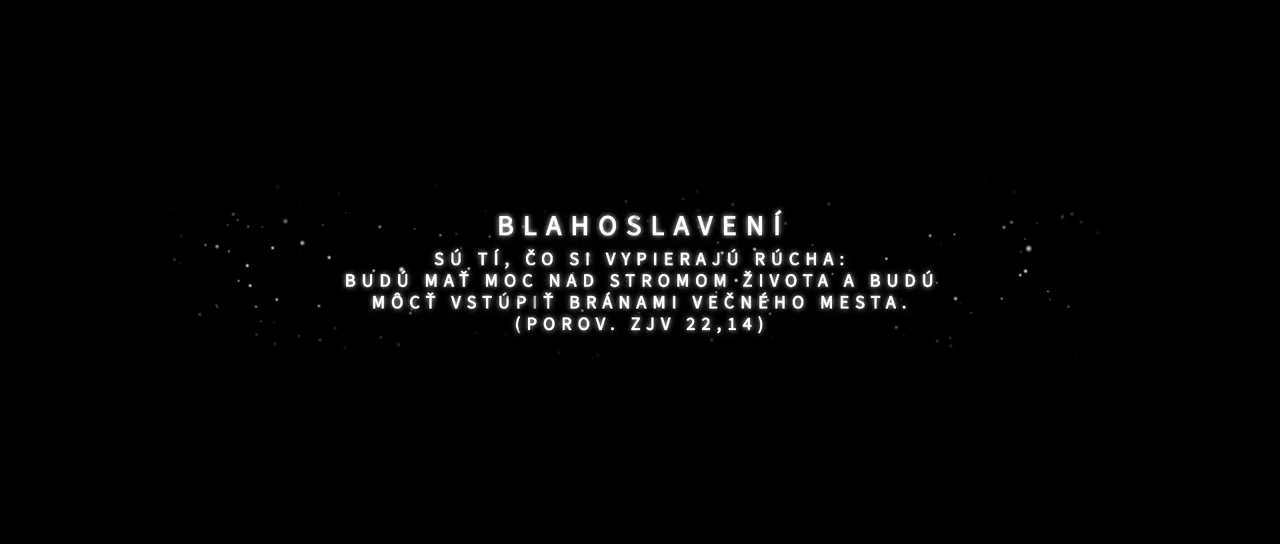 BLAHOSLAVENÍ
SÚ TÍ, ČO SI VYPIERAJÚ RÚCHA:
BUDÚ MAŤ MOC NAD STROMOM ŽIVOTA A BUDÚ
MÔCŤ VSTÚPIŤ BRÁNAMI VEČNÉHO MESTA.
(POROV. ZJV 22,14)